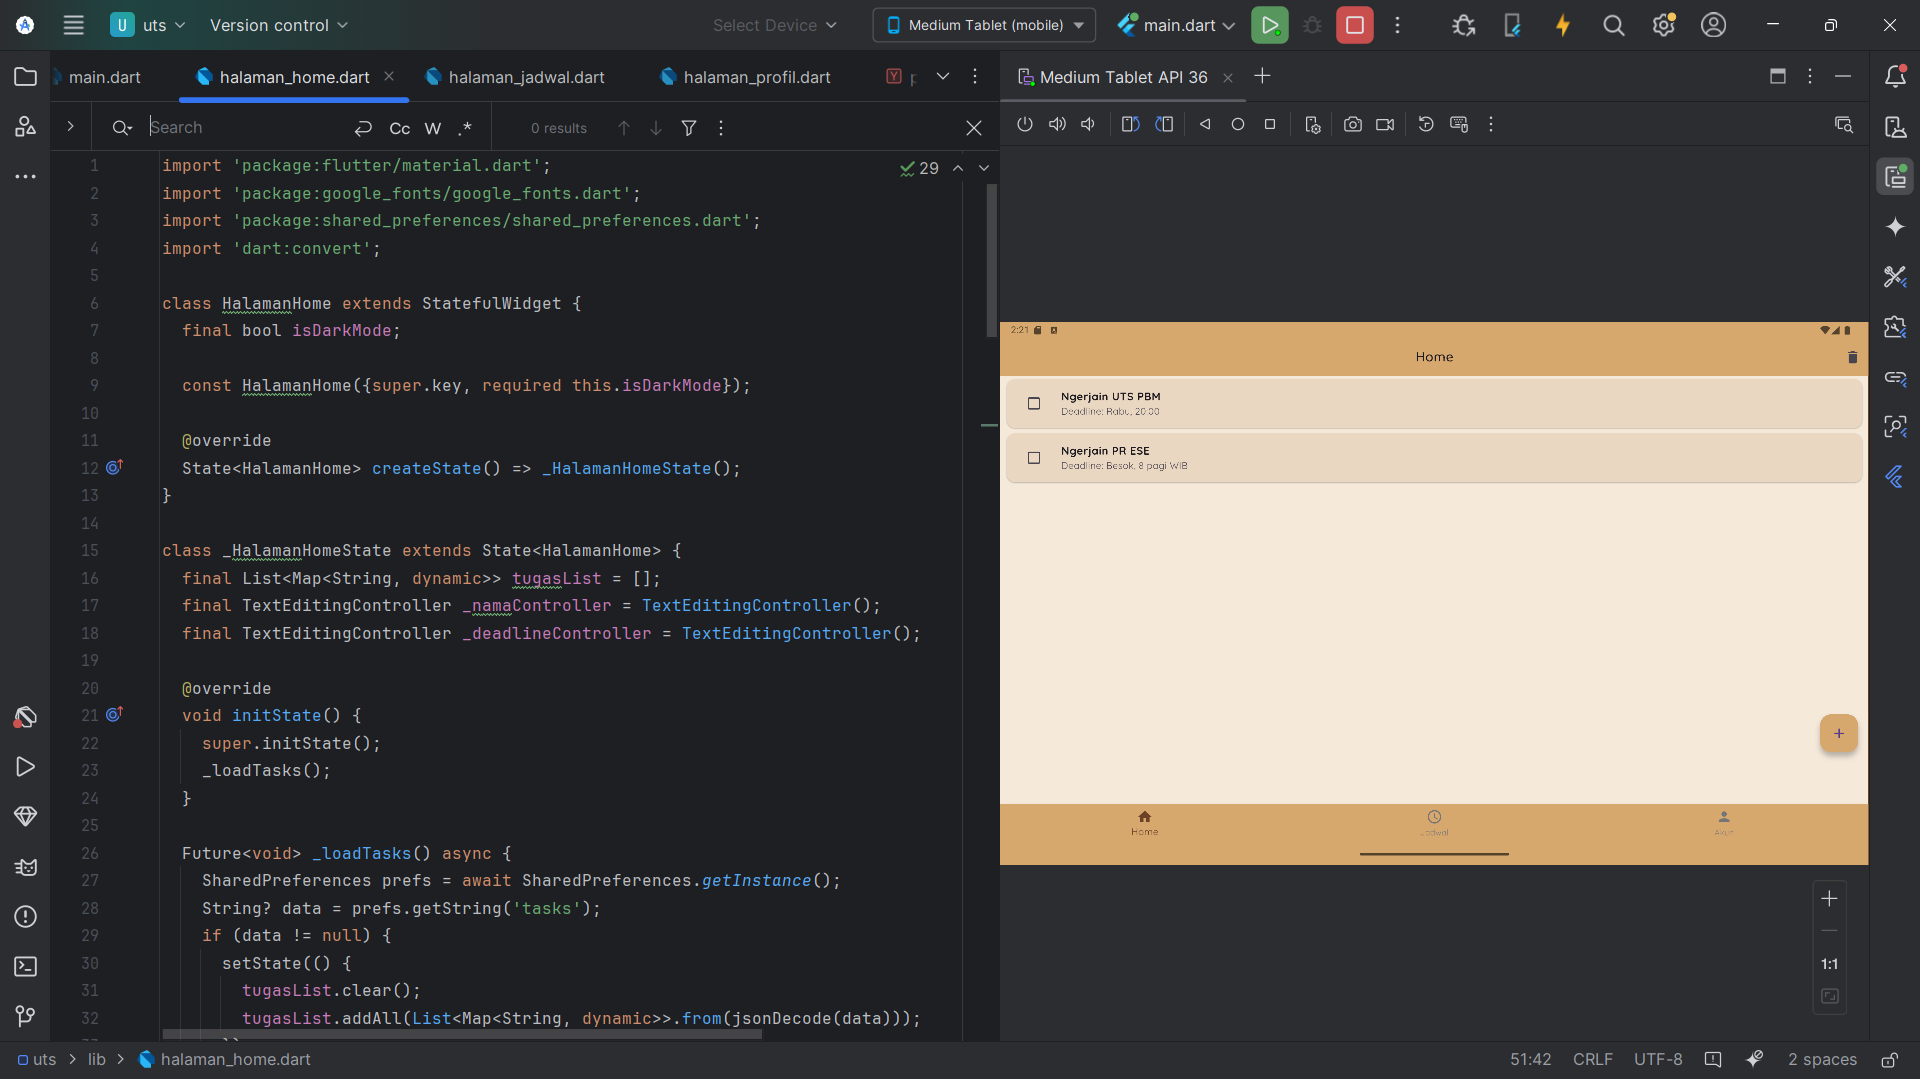 U uts Version control Select Device Medium Tablet (mobile) main.dart
main.dart halaman_home.dart halaman_jadwal.dart halaman_profil.dart Medium Tablet API 36
Search Cc W .* 0 results
29
1 import 'package:flutter/material.dart';
2 import 'package:google_fonts/google_fonts.dart';
3 import 'package:shared_preferences/shared_preferences.dart';
4 import 'dart:convert';
5
6 class HalamanHome extends StatefulWidget {
7 final bool isDarkMode;
8
9 const HalamanHome({super.key, required this.isDarkMode});
10
11 @override
12 State<HalamanHome> createState() => _HalamanHomeState();
13 }
14
15 class _HalamanHomeState extends State<HalamanHome> {
16 final List<Map<String, dynamic>> tugasList = [];
17 final TextEditingController _namaController = TextEditingController();
18 final TextEditingController _deadlineController = TextEditingController();
19
20 @override
21 void initState() {
22 super.initState();
23 _loadTasks();
24 }
25
26 Future<void> _loadTasks() async {
27 SharedPreferences prefs = await SharedPreferences.getInstance();
28 String? data = prefs.getString('tasks');
29 if (data != null) {
30 setState(() {
31 tugasList.clear();
32 tugasList.addAll(List<Map<String, dynamic>>.from(jsonDecode(data)));
2:21
Home
Ngerjain UTS PBM
Deadline: Rabu, 20.00
Ngerjain PR ESE
Deadline: Besok, 8 pagi WIB
+
Home Jadwal Akun
1:1
uts > lib > halaman_home.dart 51:42 CRLF UTF-8 2 spaces